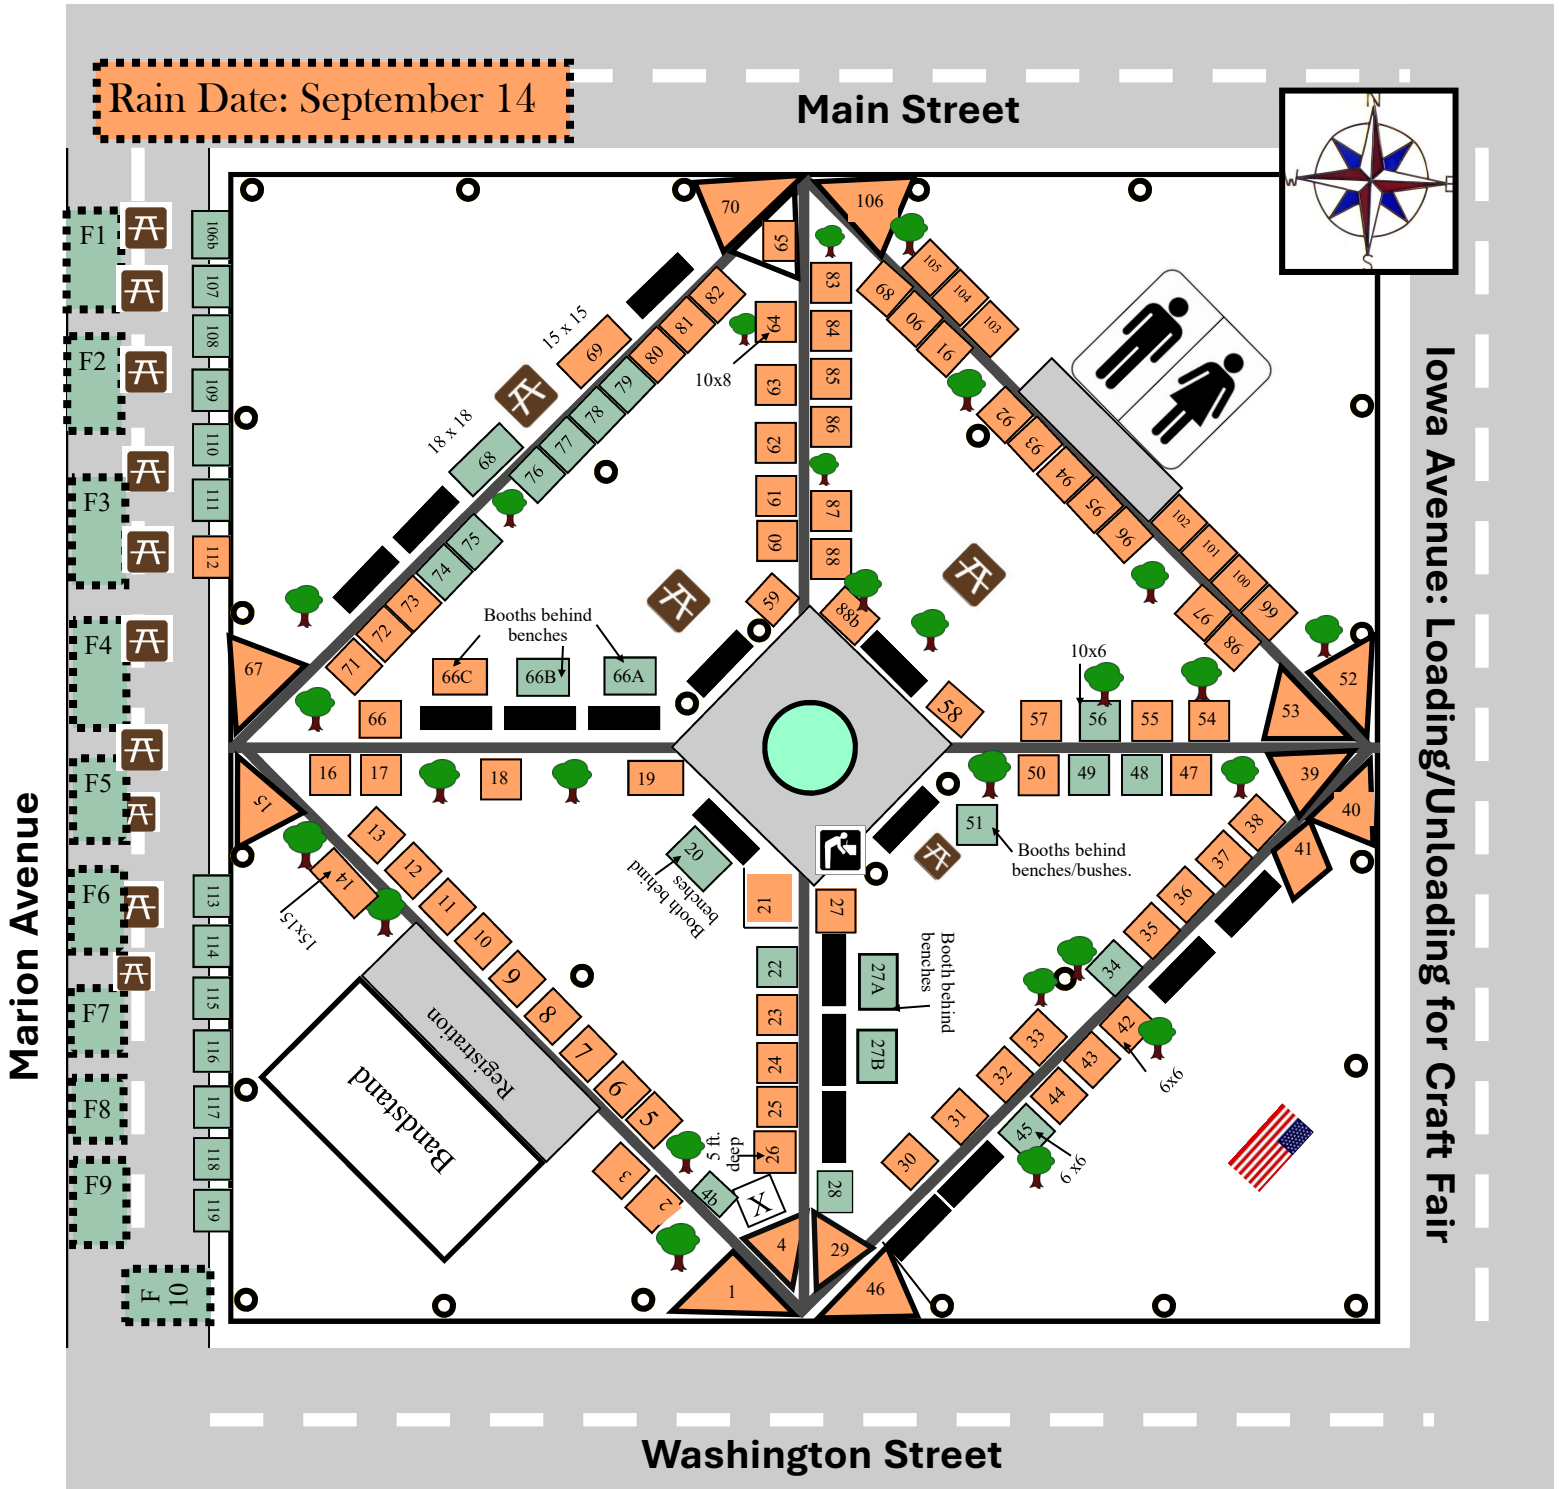 Rain Date: September 14
Main Street
N
W
E
S
Iowa Avenue: Loading/Unloading for Craft Fair
Marion Avenue
Washington Street
F1
F2
F3
F4
F5
F6
F7
F8
F9
F
10
106b
107
108
109
110
111
112
113
114
115
116
117
118
119
70
65
106
105
104
103
83
89
90
91
82
81
80
79
78
77
76
75
74
73
72
71
15 x 15
69
18 x 18
68
64
10x8
63
62
61
60
59
84
85
86
87
88
88b
92
93
94
95
96
102
101
100
99
97
98
67
Booths behind
benches
66C
66B
66A
66
58
57
10x6
56
55
54
53
52
16
17
18
19
50
49
48
47
39
40
41
15
13
12
11
10
9
8
7
6
5
14
15x15
20
Booth behind
benches
21
27
51
Booths behind
benches/bushes.
38
37
36
35
34
33
32
31
30
22
23
24
25
26
5 ft.
deep
27A
27B
Booth behind
benches
28
42
43
44
45
6x6
6 x6
Registration
Bandstand
3
2
4b
X
4
29
1
46